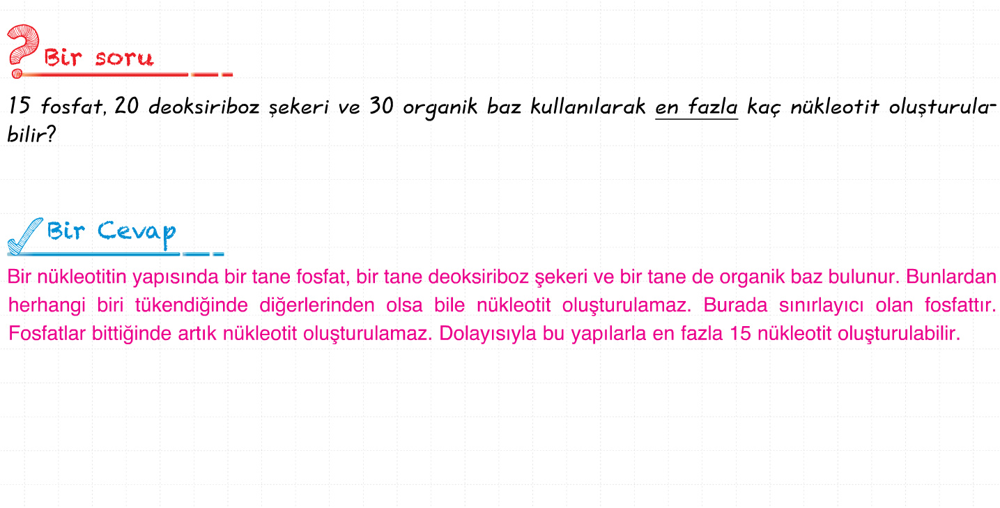 Bir soru
15 fosfat, 20 deoksiriboz şekeri ve 30 organik baz kullanılarak en fazla kaç nükleotit oluşturula-
bilir?
Bir Cevap
Bir nükleotitin yapısında bir tane fosfat, bir tane deoksiriboz şekeri ve bir tane de organik baz bulunur. Bunlardan
herhangi biri tükendiğinde diğerlerinden olsa bile nükleotit oluşturulamaz. Burada sınırlayıcı olan fosfattır.
Fosfatlar bittiğinde artık nükleotit oluşturulamaz. Dolayısıyla bu yapılarla en fazla 15 nükleotit oluşturulabilir.